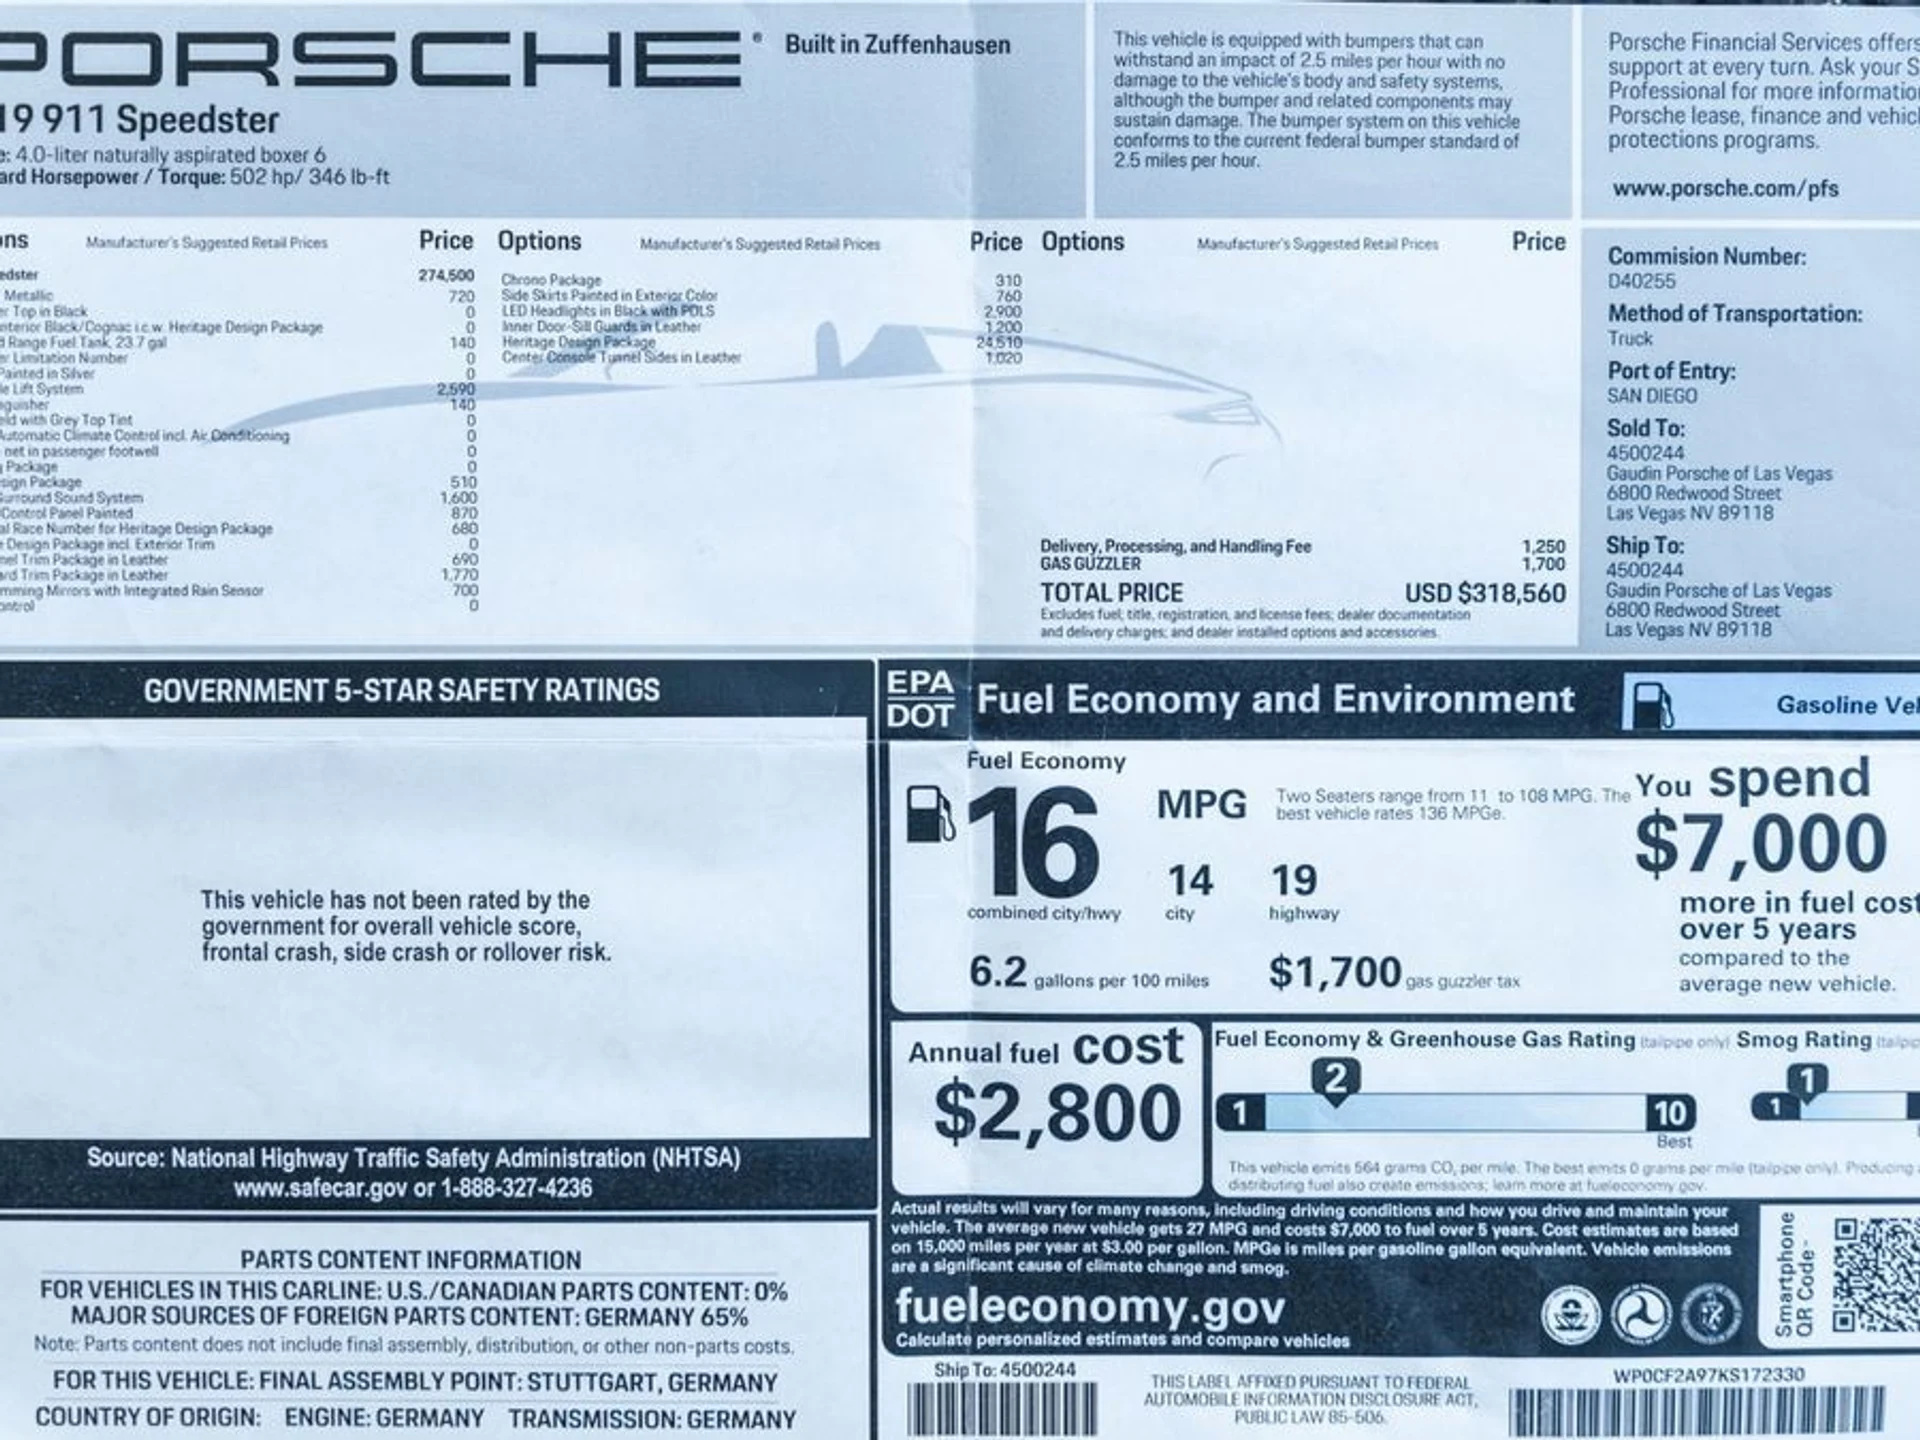 PORSCHE® Built in Zuffenhausen
19 911 Speedster
e: 4.0-liter naturally aspirated boxer 6
ard Horsepower / Torque: 502 hp/ 346 lb-ft
This vehicle is equipped with bumpers that can
withstand an impact of 2.5 miles per hour with no
damage to the vehicle's body and safety systems,
although the bumper and related components may
sustain damage. The bumper system on this vehicle
conforms to the current federal bumper standard of
2.5 miles per hour.
Porsche Financial Services offers
support at every turn. Ask your S
Professional for more informatio
Porsche lease, finance and vehicl
protections programs.
www.porsche.com/pfs
ons Manufacturer's Suggested Retail Prices Price
edster 274,500
Metallic 720
er Top in Black 0
nterior Black/Cognac i.c.w. Heritage Design Package 0
d Range Fuel Tank, 23.7 gal 140
er Limitation Number 0
Painted in Silver 0
le Lift System 2,590
nguisher 140
eld with Grey Top Tint 0
Automatic Climate Control incl. Air Conditioning 0
net in passenger footwell 0
g Package 0
sign Package 510
Surround Sound System 1,600
Control Panel Painted 870
al Race Number for Heritage Design Package 680
e Design Package incl. Exterior Trim 0
nel Trim Package in Leather 690
ard Trim Package in Leather 1,770
mming Mirrors with Integrated Rain Sensor 700
ontrol 0
Options Manufacturer's Suggested Retail Prices Price
Chrono Package 310
Side Skirts Painted in Exterior Color 760
LED Headlights in Black with PDLS 2,900
Inner Door-Sill Guards in Leather 1,200
Heritage Design Package 24,510
Center Console Tunnel Sides in Leather 1,020
Options Manufacturer's Suggested Retail Prices Price
Delivery, Processing, and Handling Fee 1,250
GAS GUZZLER 1,700
TOTAL PRICE USD $318,560
Excludes fuel, title, registration, and license fees; dealer documentation
and delivery charges; and dealer installed options and accessories.
Commision Number:
D40255
Method of Transportation:
Truck
Port of Entry:
SAN DIEGO
Sold To:
4500244
Gaudin Porsche of Las Vegas
6800 Redwood Street
Las Vegas NV 89118
Ship To:
4500244
Gaudin Porsche of Las Vegas
6800 Redwood Street
Las Vegas NV 89118
GOVERNMENT 5-STAR SAFETY RATINGS
This vehicle has not been rated by the
government for overall vehicle score,
frontal crash, side crash or rollover risk.
Source: National Highway Traffic Safety Administration (NHTSA)
www.safecar.gov or 1-888-327-4236
PARTS CONTENT INFORMATION
FOR VEHICLES IN THIS CARLINE: U.S./CANADIAN PARTS CONTENT: 0%
MAJOR SOURCES OF FOREIGN PARTS CONTENT: GERMANY 65%
Note: Parts content does not include final assembly, distribution, or other non-parts costs.
FOR THIS VEHICLE: FINAL ASSEMBLY POINT: STUTTGART, GERMANY
COUNTRY OF ORIGIN: ENGINE: GERMANY TRANSMISSION: GERMANY
EPA
DOT
Fuel Economy and Environment
Gasoline Veh
Fuel Economy
16 MPG
combined city/hwy
14
city
19
highway
Two Seaters range from 11 to 108 MPG. The
best vehicle rates 136 MPGe.
6.2 gallons per 100 miles
$1,700 gas guzzler tax
You spend
$7,000
more in fuel cost
over 5 years
compared to the
average new vehicle.
Annual fuel cost
$2,800
Fuel Economy & Greenhouse Gas Rating (tailpipe only)
2
1 10
Best
Smog Rating (tailpip
1
1
This vehicle emits 564 grams CO2 per mile. The best emits 0 grams per mile (tailpipe only). Producing a
distributing fuel also create emissions; learn more at fueleconomy.gov.
Actual results will vary for many reasons, including driving conditions and how you drive and maintain your
vehicle. The average new vehicle gets 27 MPG and costs $7,000 to fuel over 5 years. Cost estimates are based
on 15,000 miles per year at $3.00 per gallon. MPGe is miles per gasoline gallon equivalent. Vehicle emissions
are a significant cause of climate change and smog.
fueleconomy.gov
Calculate personalized estimates and compare vehicles
Smartphone
QR Code™
Ship To: 4500244
THIS LABEL AFFIXED PURSUANT TO FEDERAL
AUTOMOBILE INFORMATION DISCLOSURE ACT,
PUBLIC LAW 85-506.
WP0CF2A97KS172330